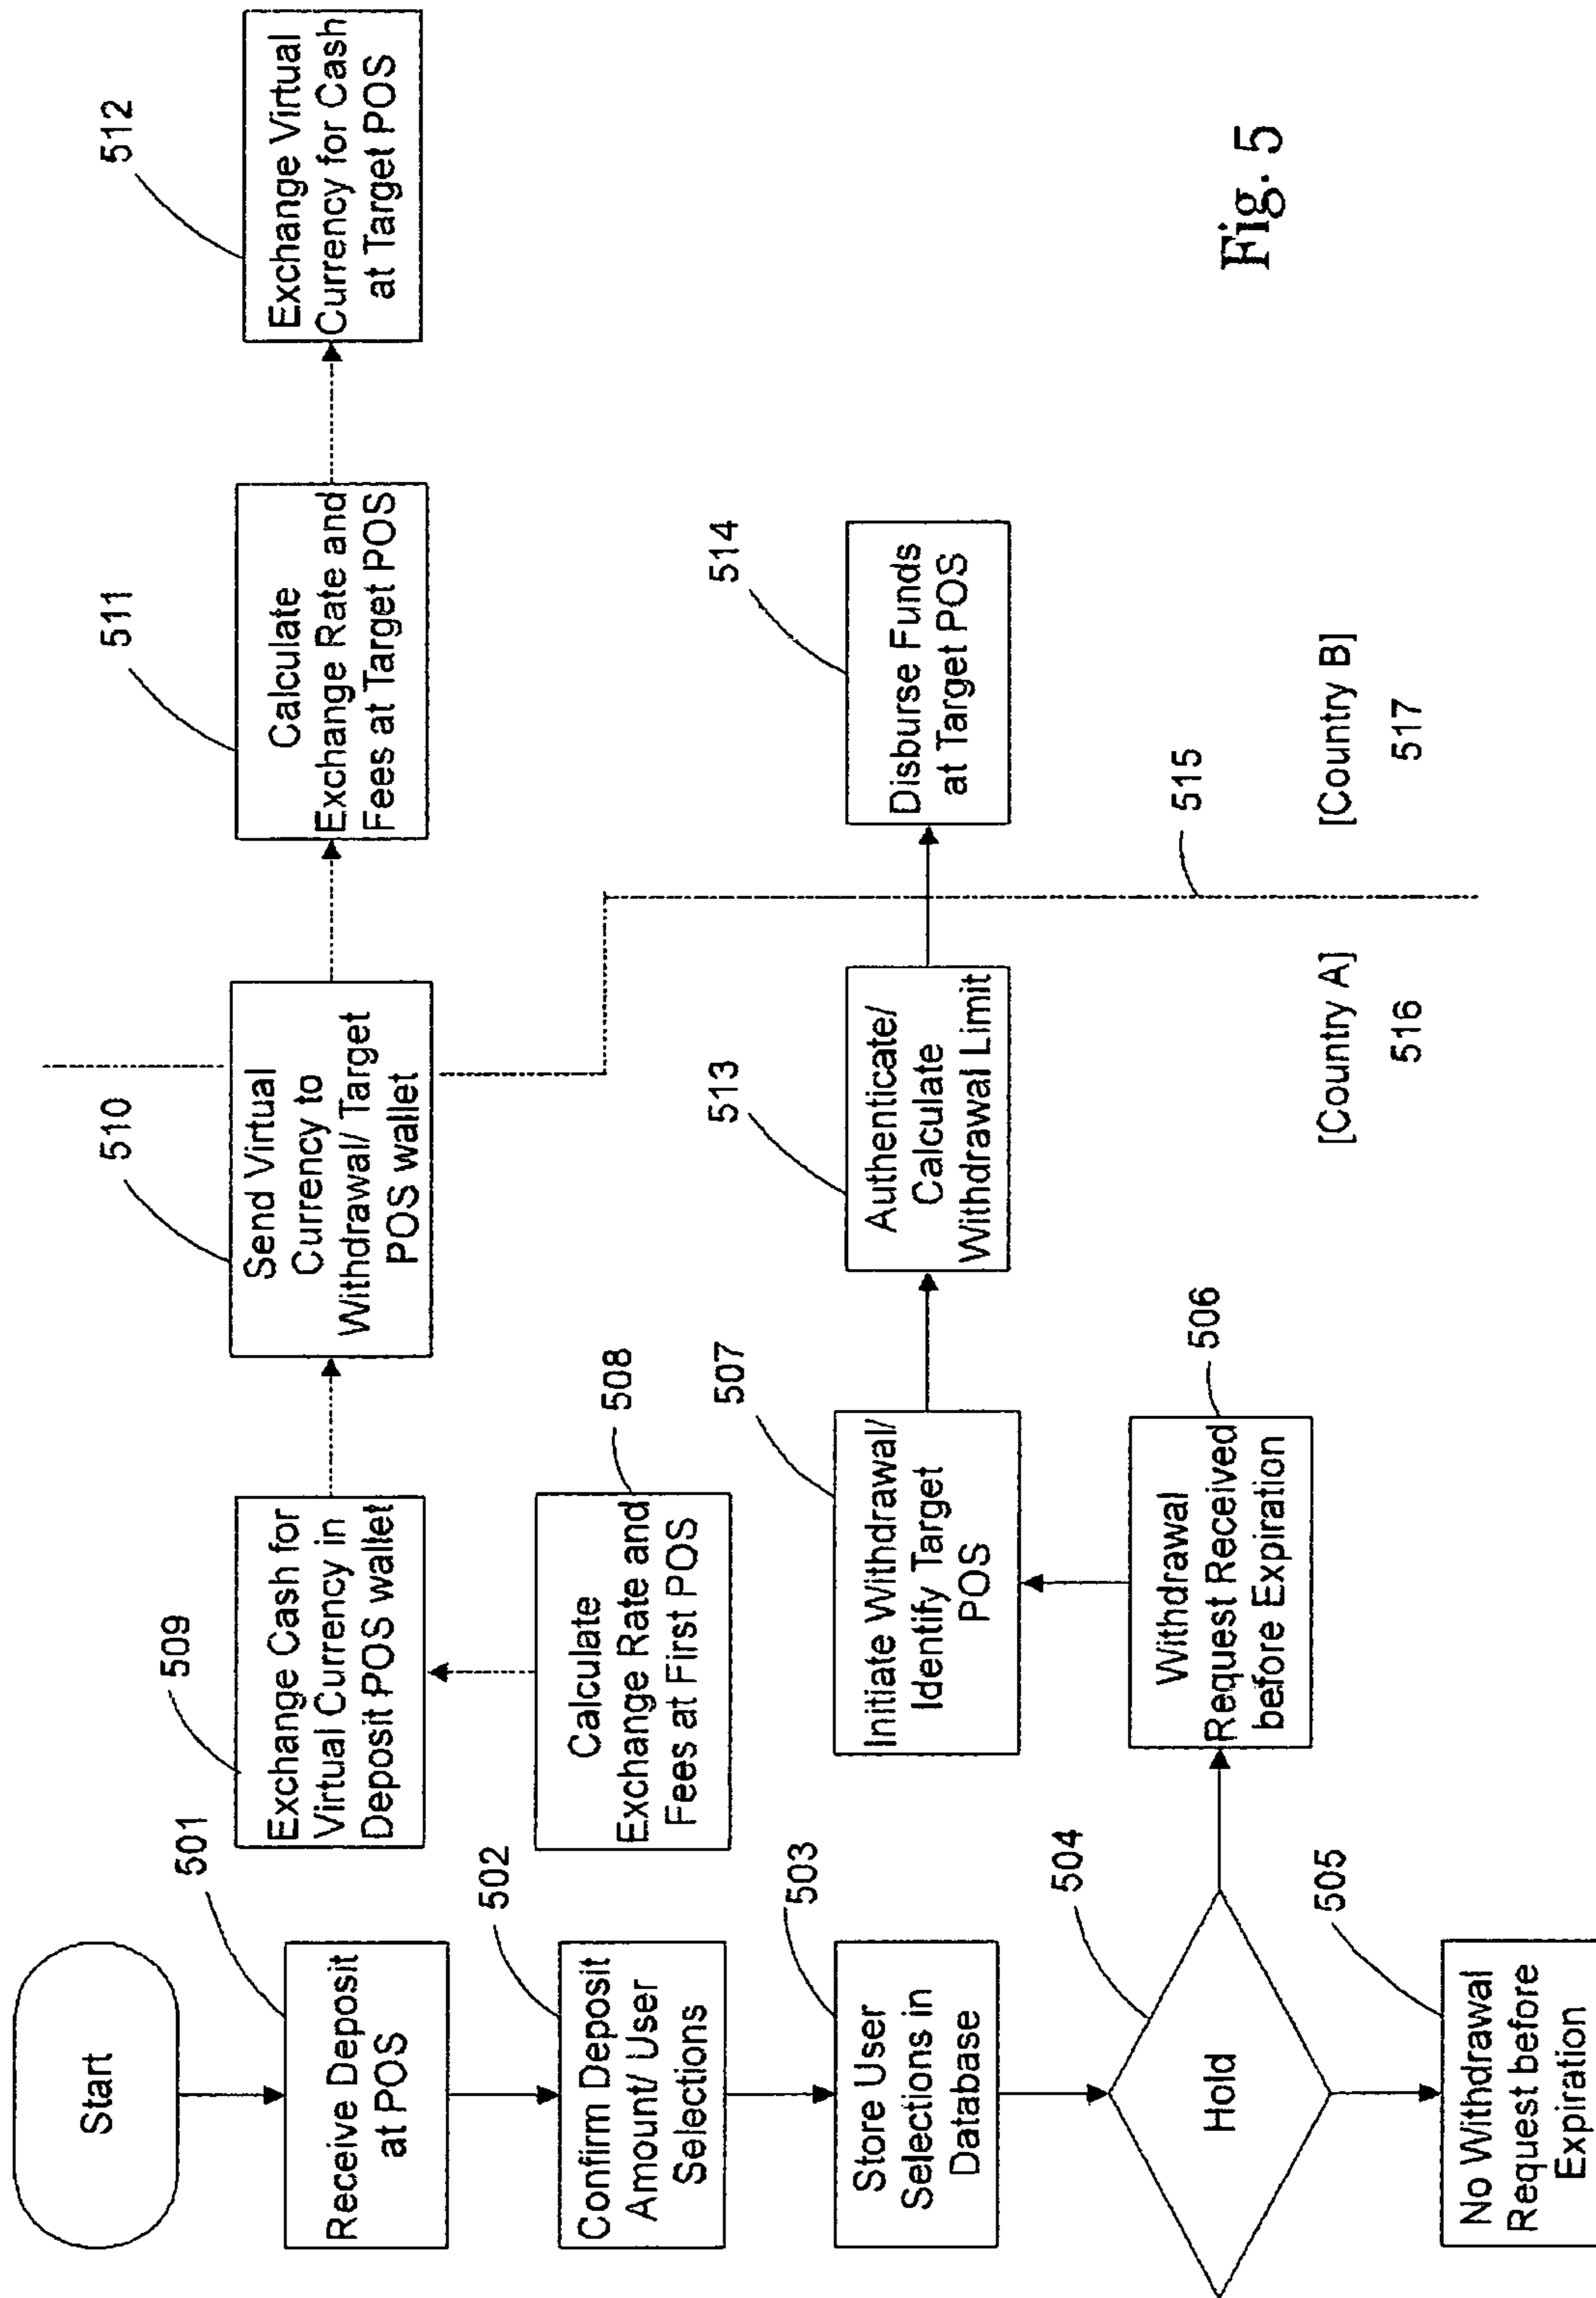 Start
501
Receive Deposit
at POS
502
Confirm Deposit
Amount/ User
Selections
503
Store User
Selections in
Database
504
Hold
505
No Withdrawal
Request before
Expiration
506
Withdrawal
Request Received
before Expiration
507
Initiate Withdrawal/
Identify Target
POS
508
Calculate
Exchange Rate and
Fees at First POS
509
Exchange Cash for
Virtual Currency in
Deposit POS wallet
510
Send Virtual
Currency to
Withdrawal/ Target
POS wallet
511
Calculate
Exchange Rate and
Fees at Target POS
512
Exchange Virtual
Currency for Cash
at Target POS
513
Authenticate/
Calculate
Withdrawal Limit
514
Disburse Funds
at Target POS
515
[Country A]
516
[Country B]
517
Fig. 5